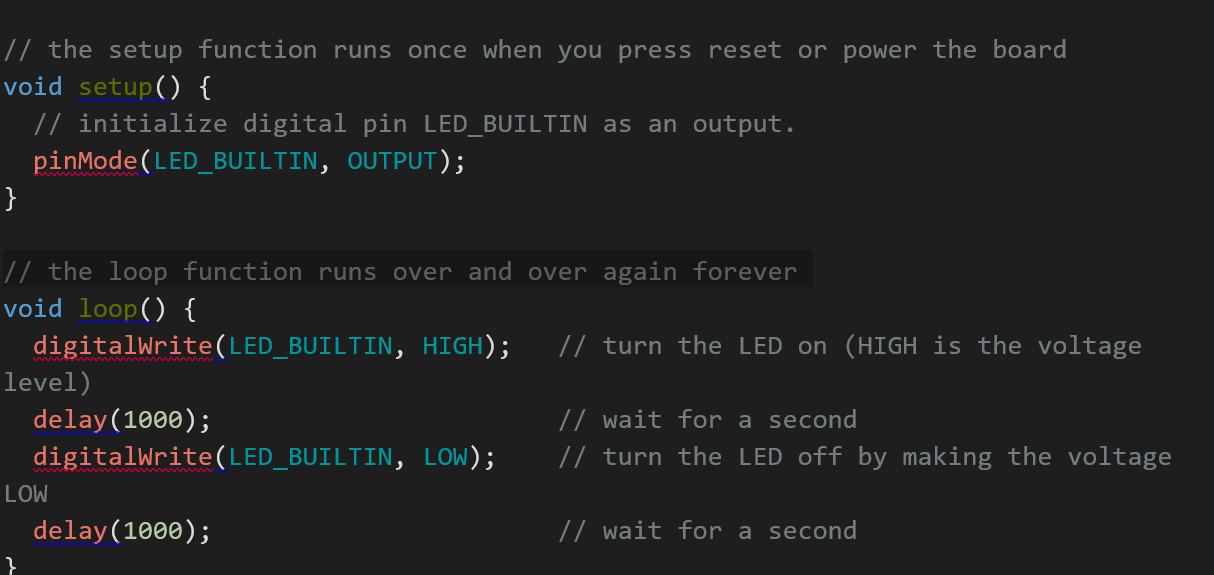 // the setup function runs once when you press reset or power the board
void setup() {
  // initialize digital pin LED_BUILTIN as an output.
  pinMode(LED_BUILTIN, OUTPUT);
}

// the loop function runs over and over again forever
void loop() {
  digitalWrite(LED_BUILTIN, HIGH);   // turn the LED on (HIGH is the voltage
level)
  delay(1000);                       // wait for a second
  digitalWrite(LED_BUILTIN, LOW);    // turn the LED off by making the voltage
LOW
  delay(1000);                       // wait for a second
}